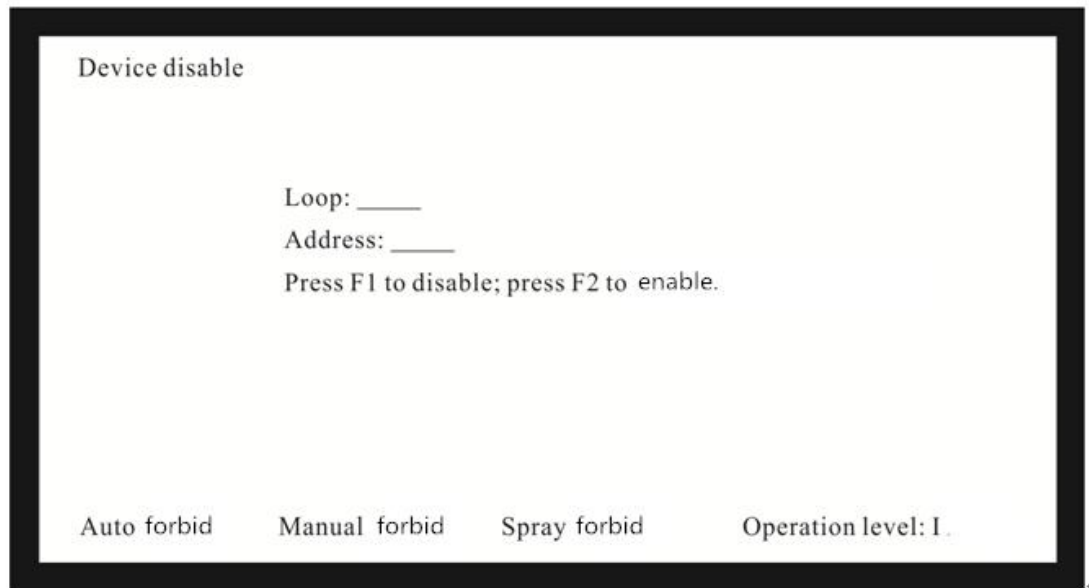 Device disable
Loop: _____
Address: _____
Press F1 to disable; press F2 to enable.
Auto forbid Manual forbid Spray forbid Operation level: I